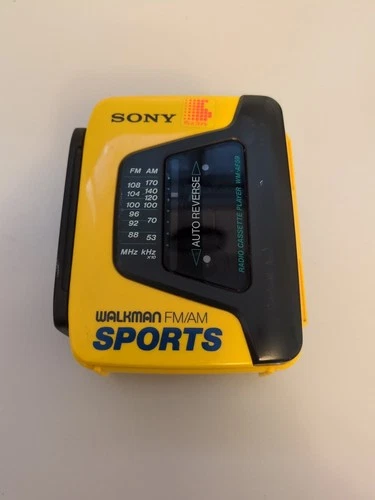 SONY
FM AM
108 170
104 140
120
100 100
96
92 70
88 53
MHz kHz
x10
◁ AUTO REVERSE ▷
RADIO CASSETTE PLAYER
WALKMAN FM/AM
SPORTS